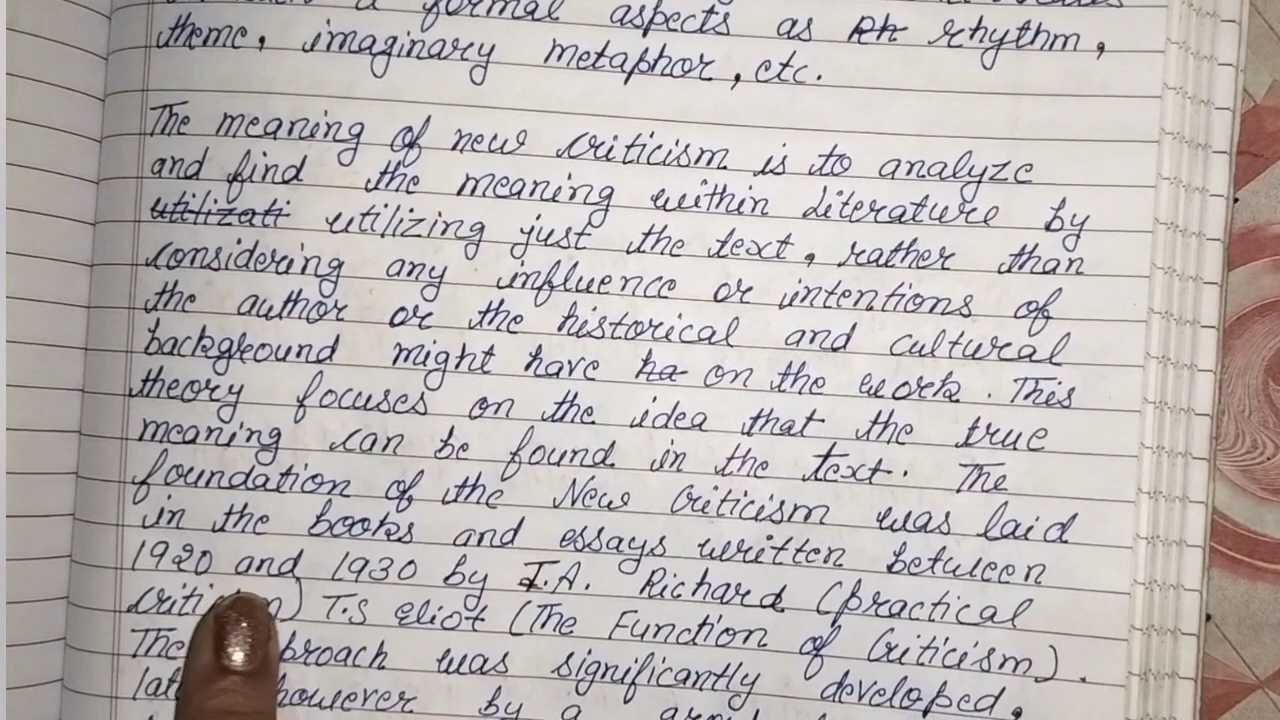 a formal aspects as rh rhythm,
theme, imaginary metaphor, etc.
The meaning of new criticism is to analyze
and find the meaning within literature by
utilizati utilizing just the text, rather than
considering any influence or intentions of
the author or the historical and cultural
background might have ha on the work. This
theory focuses on the idea that the true
meaning can be found in the text. The
foundation of the New Criticism was laid
in the books and essays written between
1920 and 1930 by I.A. Richard (practical
T.S Eliot (The Function of Criticism).
The was significantly developed,
however by a